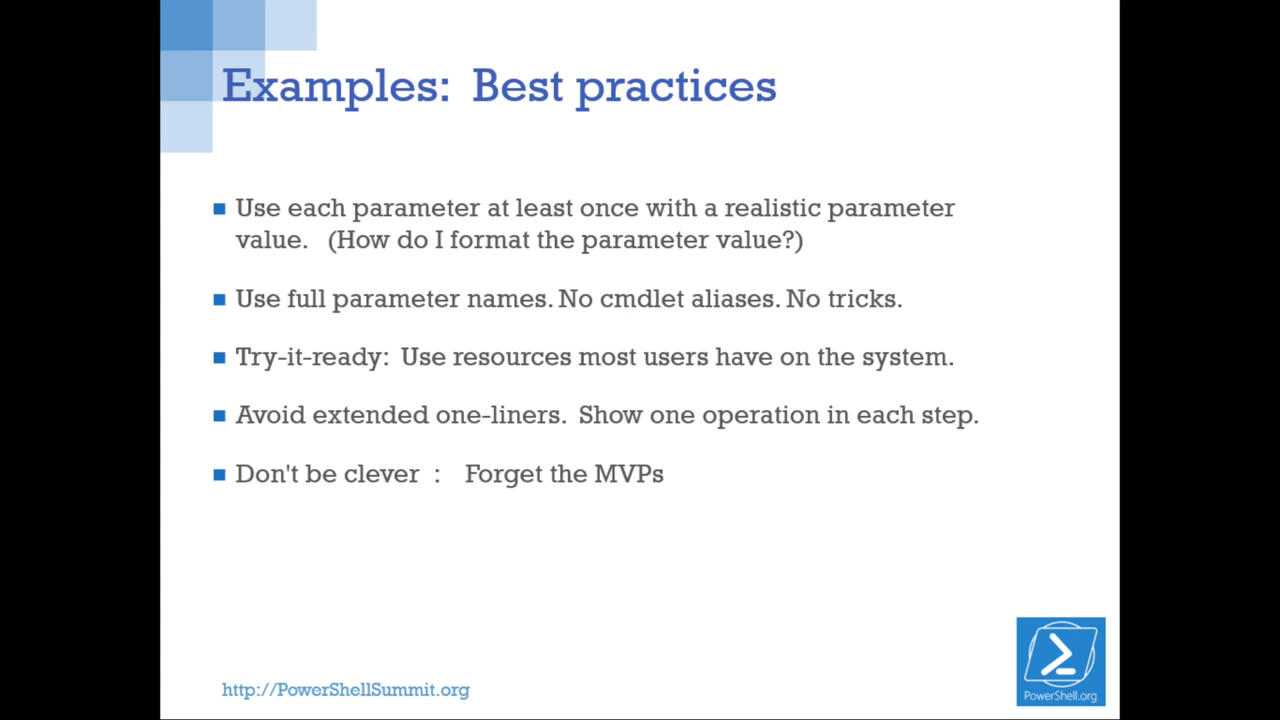 Examples:  Best practices
Use each parameter at least once with a realistic parameter
value.   (How do I format the parameter value?)
Use full parameter names. No cmdlet aliases. No tricks.
Try-it-ready:  Use resources most users have on the system.
Avoid extended one-liners.  Show one operation in each step.
Don't be clever  :   Forget the MVPs
http://PowerShellSummit.org
PowerShell.org